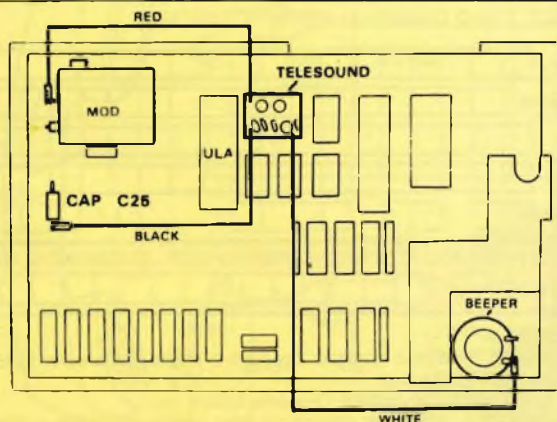 RED
TELESOUND
MOD
ULA
CAP C25
BLACK
BEEPER
WHITE